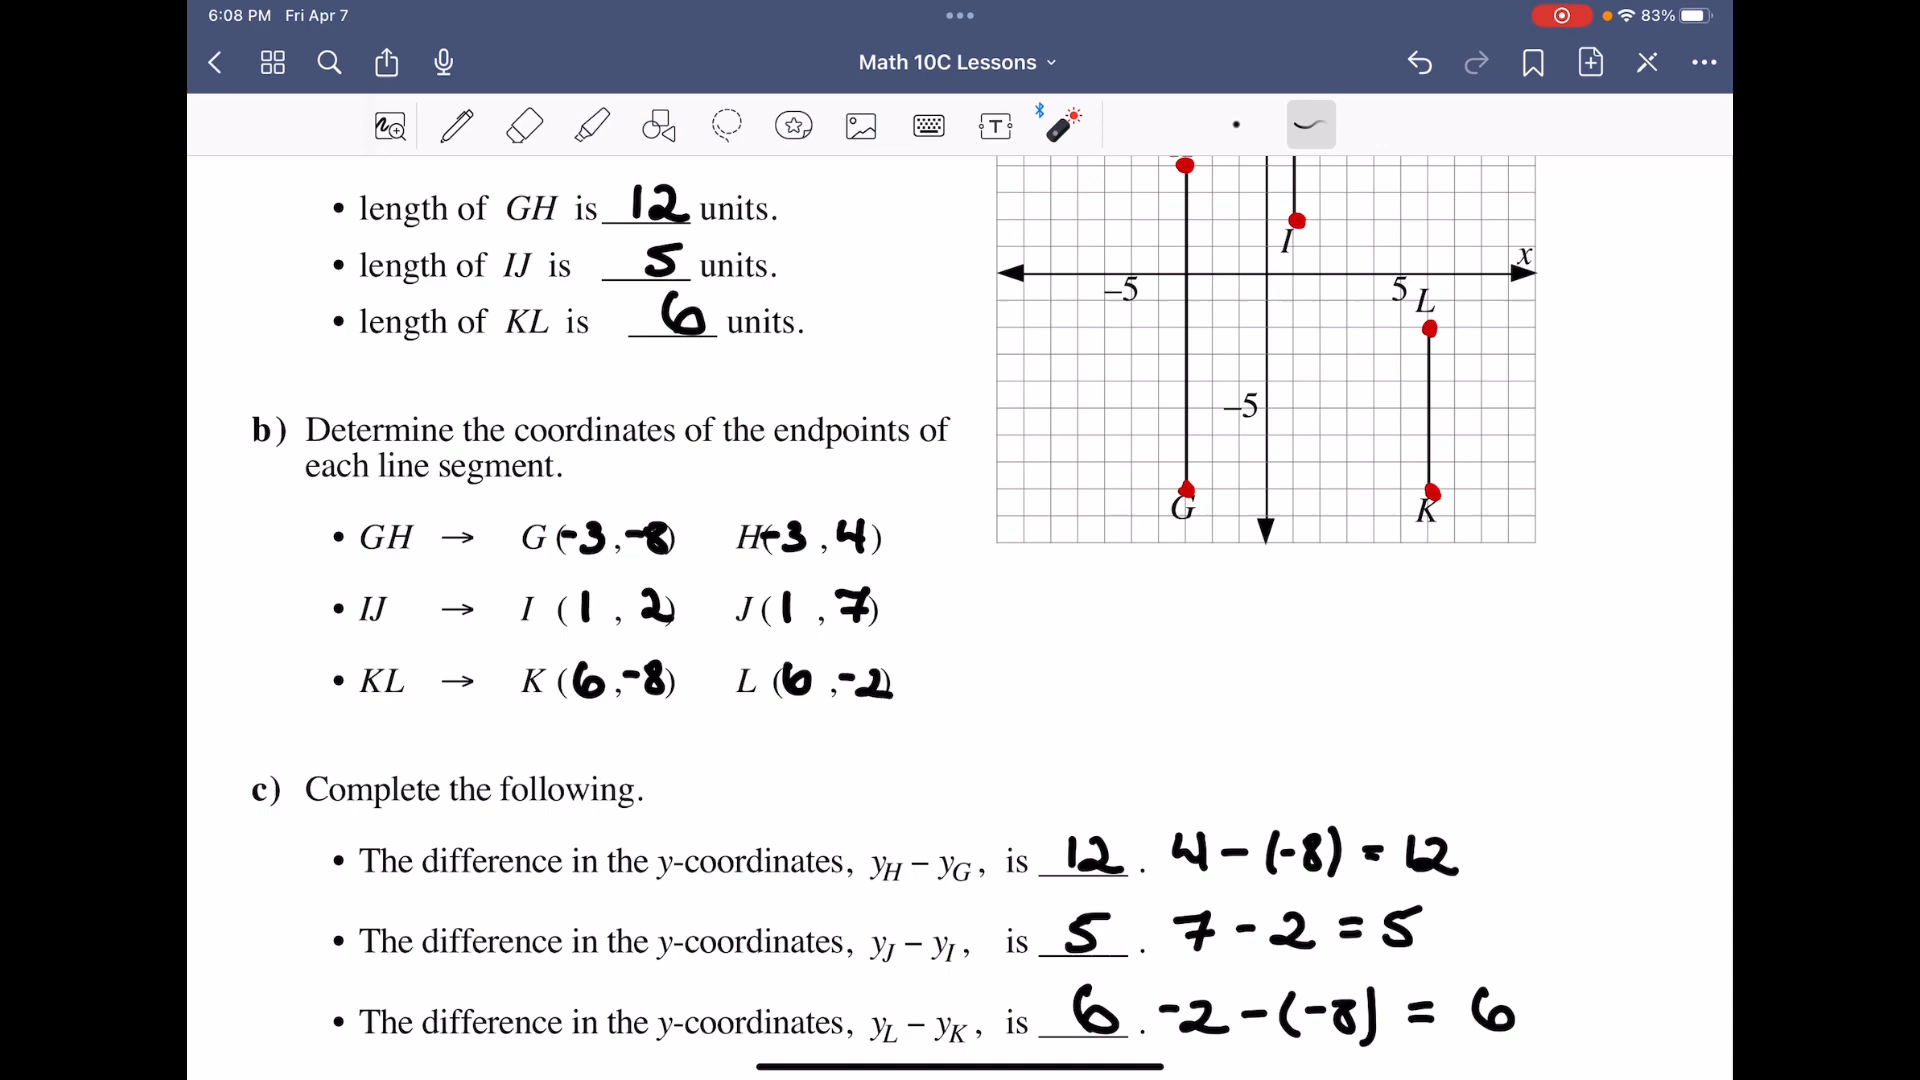 6:08 PM Fri Apr 7
83%
Math 10C Lessons
T
• length of GH is 12 units.
• length of IJ is 5 units.
• length of KL is 6 units.
I
x
–5
5
L
–5
G
K
b) Determine the coordinates of the endpoints of
each line segment.
• GH → G (-3, -8) H(-3, 4)
• IJ → I (1, 2) J (1, 7)
• KL → K (6, -8) L (6, -2)
c) Complete the following.
• The difference in the y-coordinates, yH – yG, is 12. 4 - (-8) = 12
• The difference in the y-coordinates, yJ – yI, is 5. 7 - 2 = 5
• The difference in the y-coordinates, yL – yK, is 6. -2 - (-8) = 6